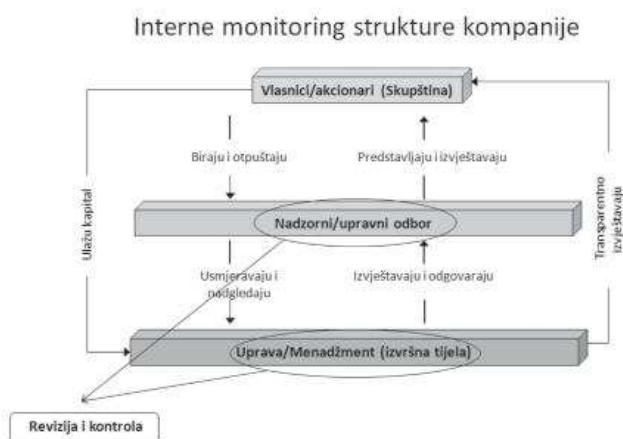 Interne monitoring strukture kompanije
Vlasnici/akcionari (Skupština)
Biraju i otpuštaju
Predstavljaju i izvještavaju
Ulažu kapital
Transparentno
izvještavaju
Nadzorni/upravni odbor
Usmjeravaju i
nadgledaju
Izvještavaju i odgovaraju
Uprava/Menadžment (izvršna tijela)
Revizija i kontrola